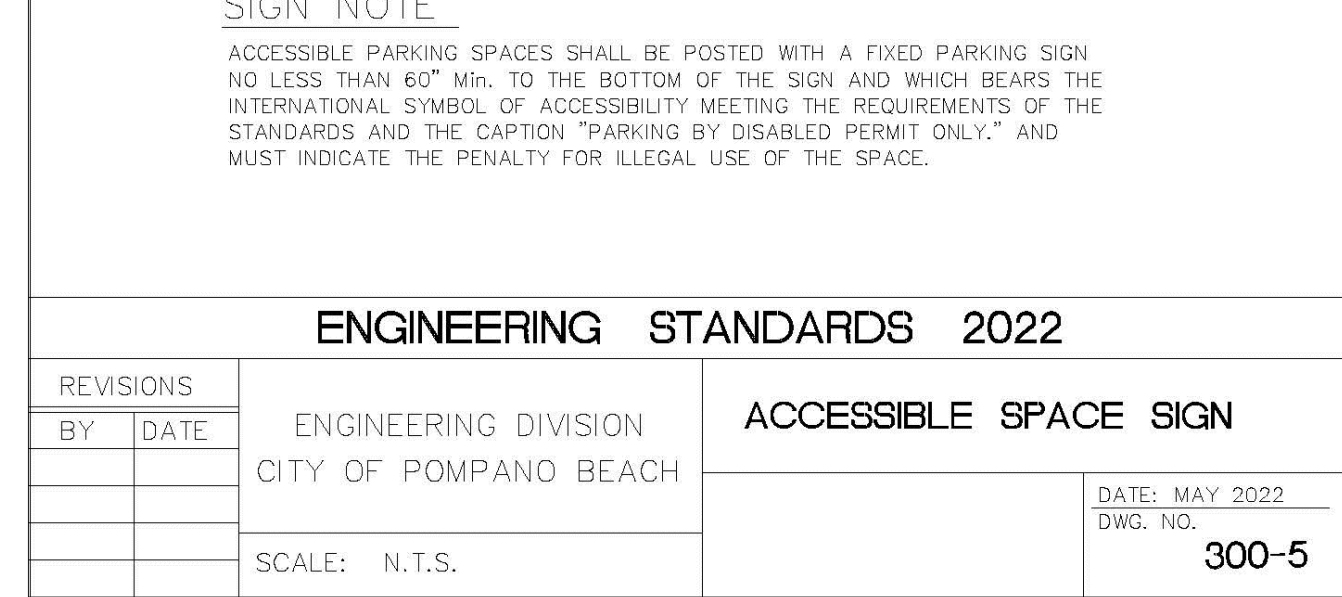 SIGN NOTE
ACCESSIBLE PARKING SPACES SHALL BE POSTED WITH A FIXED PARKING SIGN
NO LESS THAN 60" Min. TO THE BOTTOM OF THE SIGN AND WHICH BEARS THE
INTERNATIONAL SYMBOL OF ACCESSIBILITY MEETING THE REQUIREMENTS OF THE
STANDARDS AND THE CAPTION "PARKING BY DISABLED PERMIT ONLY." AND
MUST INDICATE THE PENALTY FOR ILLEGAL USE OF THE SPACE.
ENGINEERING STANDARDS 2022
REVISIONS
BY DATE
ENGINEERING DIVISION
CITY OF POMPANO BEACH
SCALE: N.T.S.
ACCESSIBLE SPACE SIGN
DATE: MAY 2022
DWG. NO.
300-5